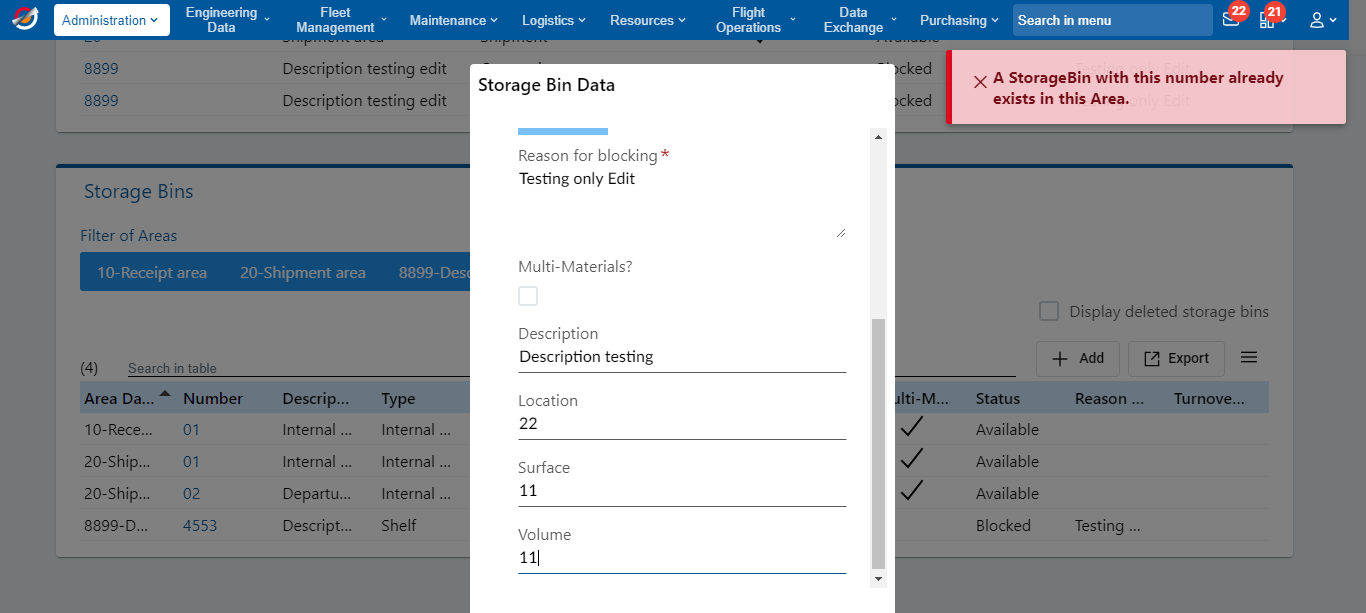 Administration
Engineering Data
Fleet Management
Maintenance
Logistics
Resources
Flight Operations
Data Exchange
Purchasing
Search in menu
22
21
8899 Description testing edit Blocked
8899 Description testing edit Blocked
A StorageBin with this number already
exists in this Area.
Storage Bin Data
Reason for blocking*
Testing only Edit
Multi-Materials?
Description
Description testing
Location
22
Surface
11
Volume
11
Storage Bins
Filter of Areas
10-Receipt area 20-Shipment area 8899-Desc
Display deleted storage bins
Add Export
(4) Search in table
Area Da... Number Descrip... Type ulti-M... Status Reason ... Turnove...
10-Rece... 01 Internal ... Internal ... Available
20-Ship... 01 Internal ... Internal ... Available
20-Ship... 02 Departu... Internal ... Available
8899-D... 4553 Descript... Shelf Blocked Testing ...